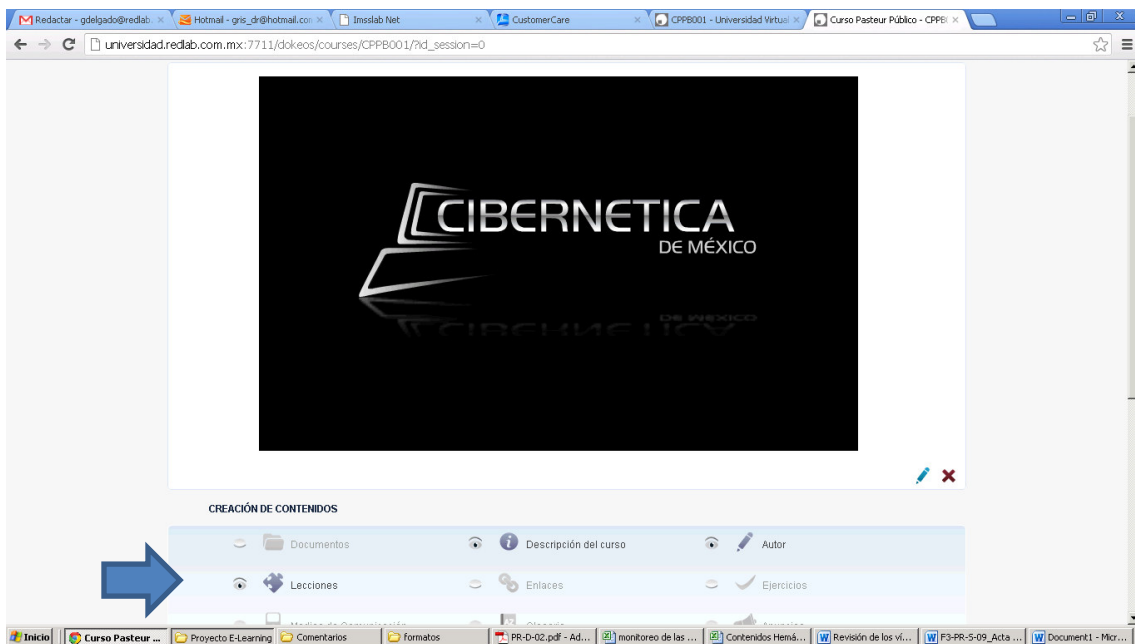 Redactar - gdelgado@redlab.
Hotmail - gris_dr@hotmail.con
Imsslab Net
CustomerCare
CPPB001 - Universidad Virtual
Curso Pasteur Público - CPPB(
universidad.redlab.com.mx:7711/dokeos/courses/CPPB001/?id_session=0
CIBERNETICA
DE MÉXICO
CREACIÓN DE CONTENIDOS
Documentos
Descripción del curso
Autor
Lecciones
Enlaces
Ejercicios
Inicio
Curso Pasteur ...
Proyecto E-Learning
Comentarios
formatos
PR-D-02.pdf - Ad...
monitoreo de las ...
Contenidos Hemá...
Revisión de los ví...
F3-PR-S-09_Acta ...
Document1 - Micr...